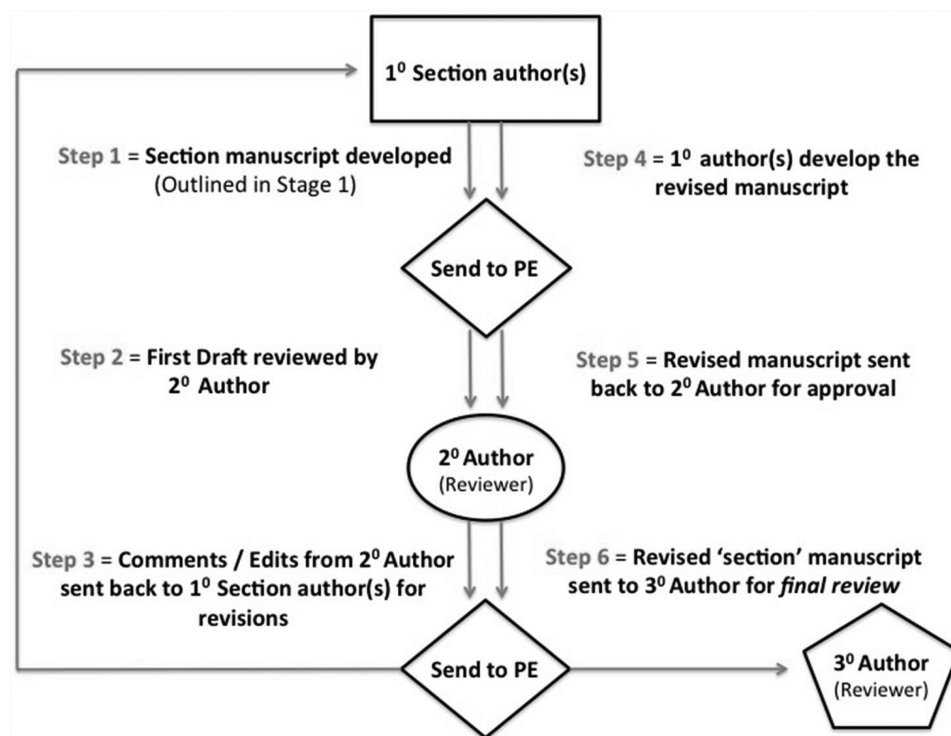 1⁰ Section author(s)
Step 1 = Section manuscript developed
(Outlined in Stage 1)
Step 4 = 1⁰ author(s) develop the
revised manuscript
Send to PE
Step 2 = First Draft reviewed by
2⁰ Author
Step 5 = Revised manuscript sent
back to 2⁰ Author for approval
2⁰ Author
(Reviewer)
Step 3 = Comments / Edits from 2⁰ Author
sent back to 1⁰ Section author(s) for
revisions
Step 6 = Revised ‘section’ manuscript
sent to 3⁰ Author for final review
Send to PE
3⁰ Author
(Reviewer)